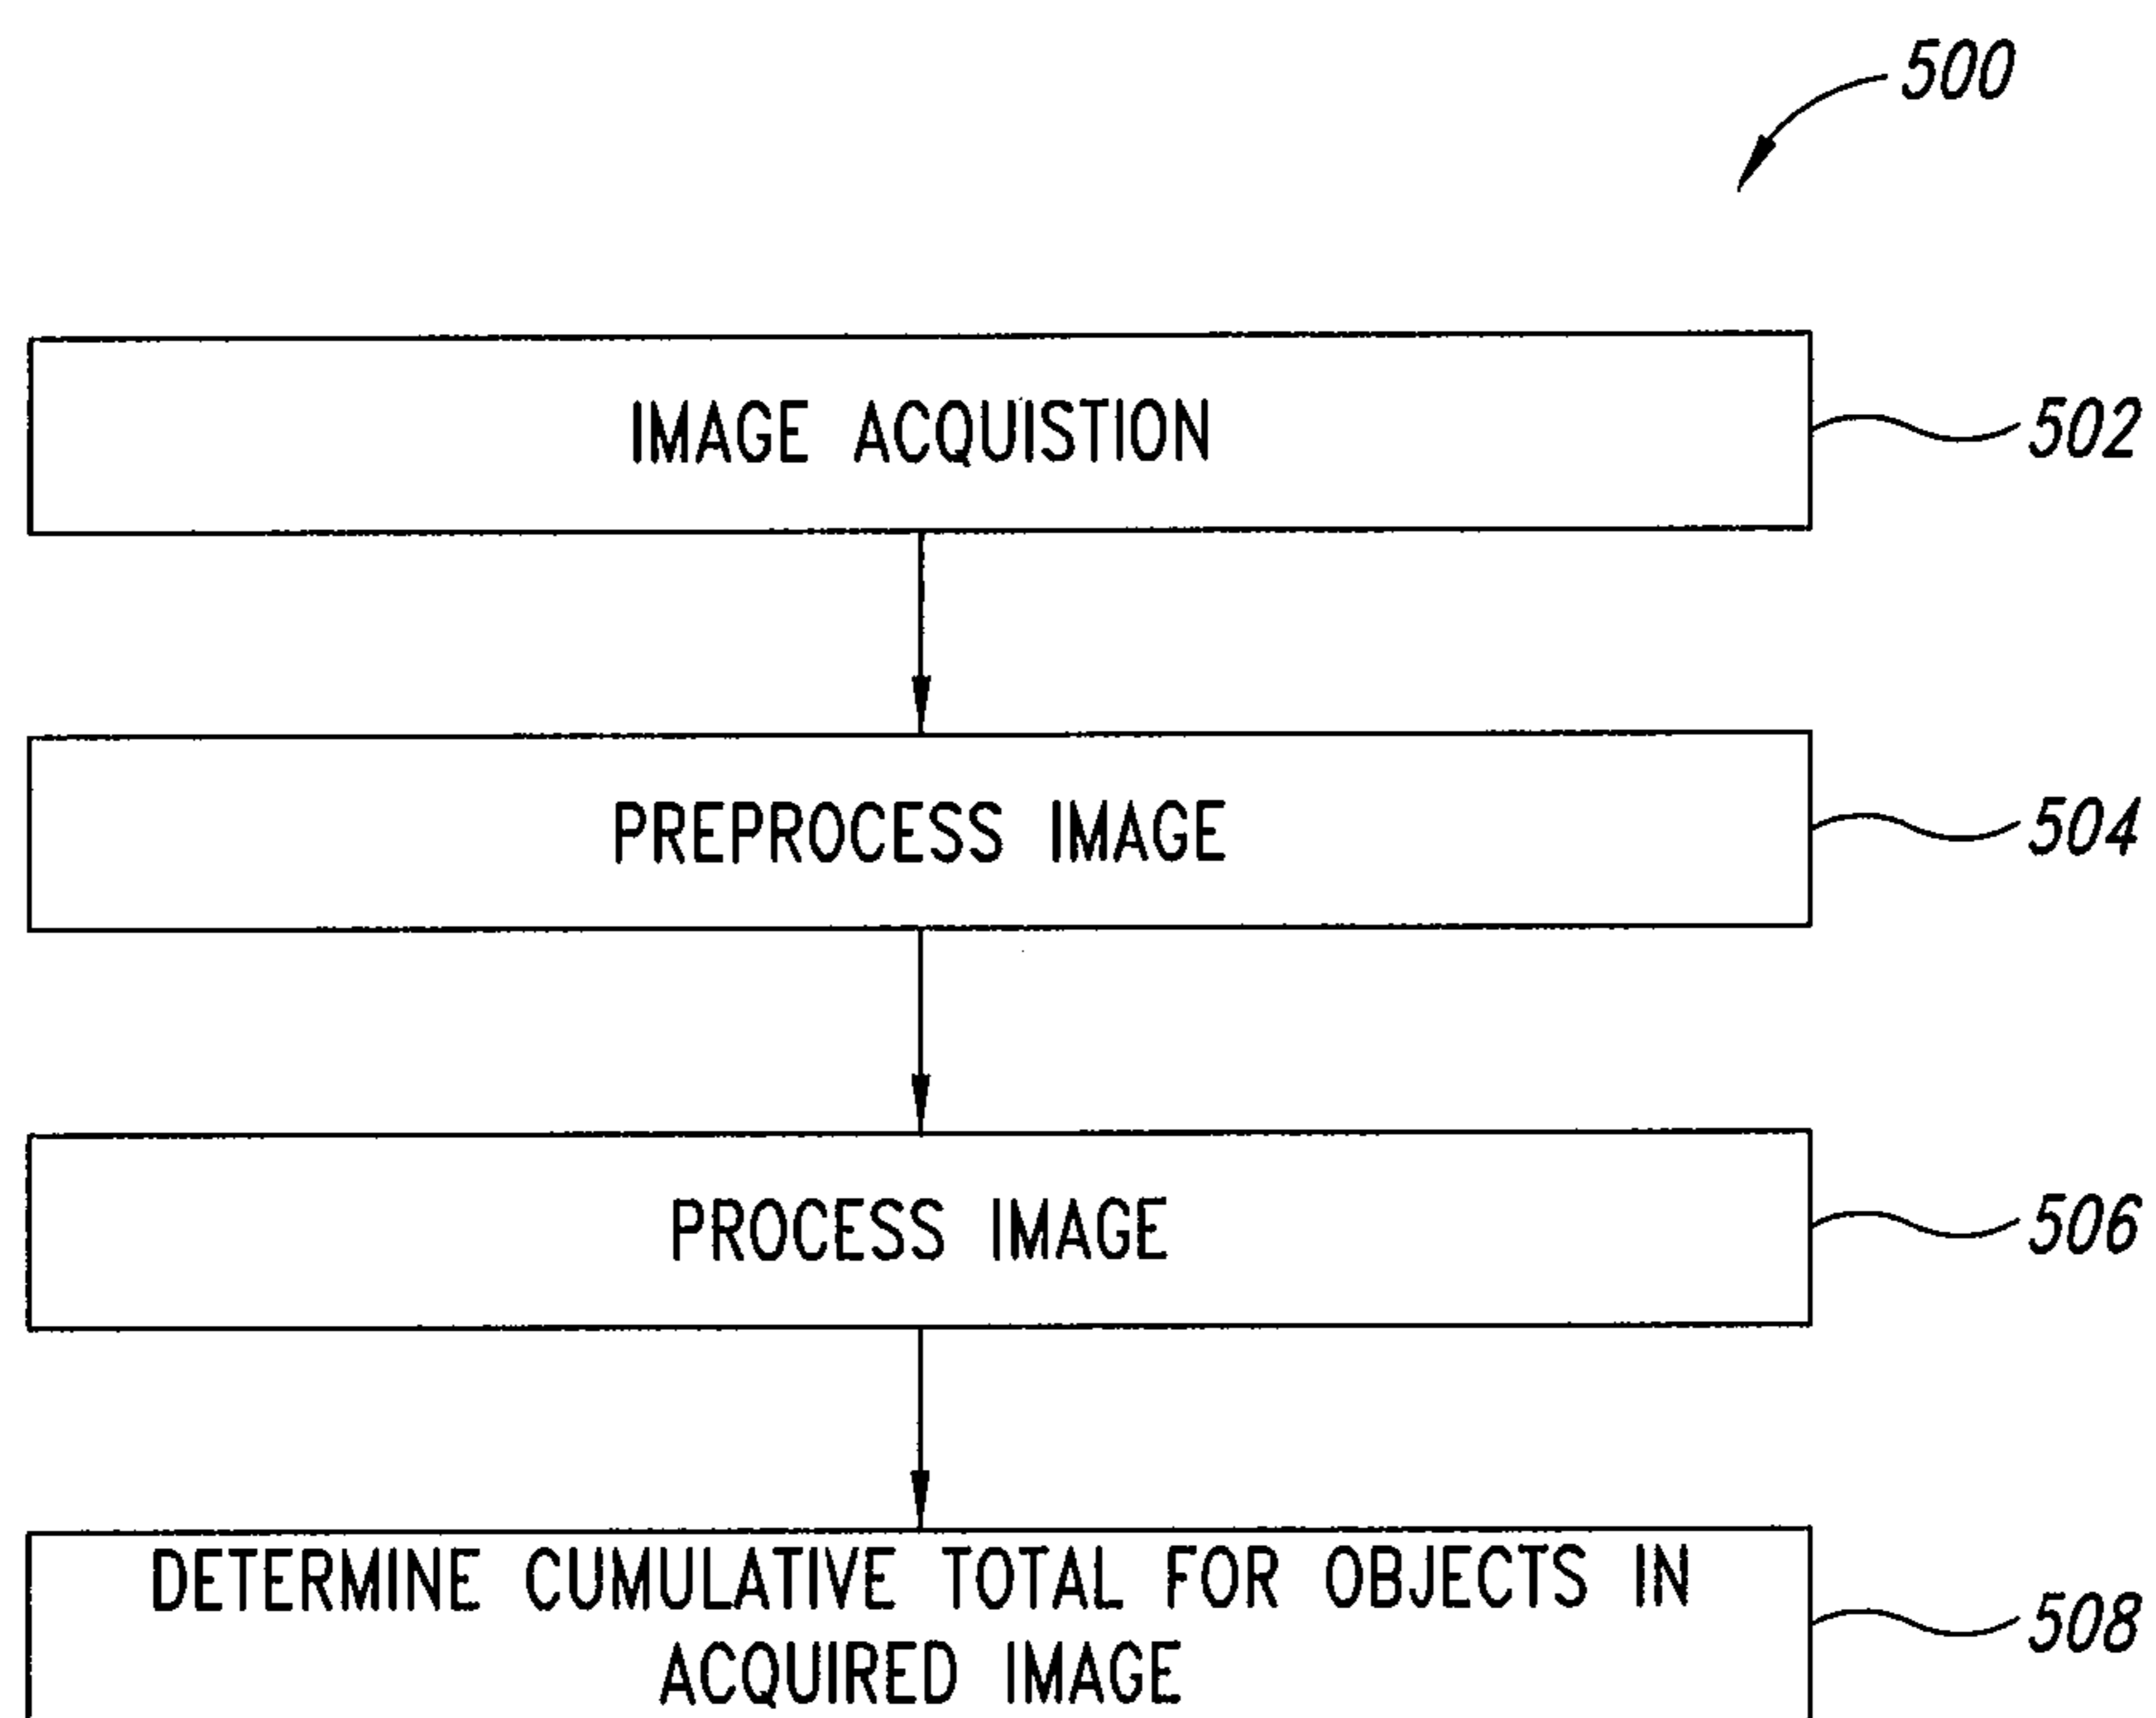 500
IMAGE ACQUISTION
502
PREPROCESS IMAGE
504
PROCESS IMAGE
506
DETERMINE CUMULATIVE TOTAL FOR OBJECTS IN
ACQUIRED IMAGE
508